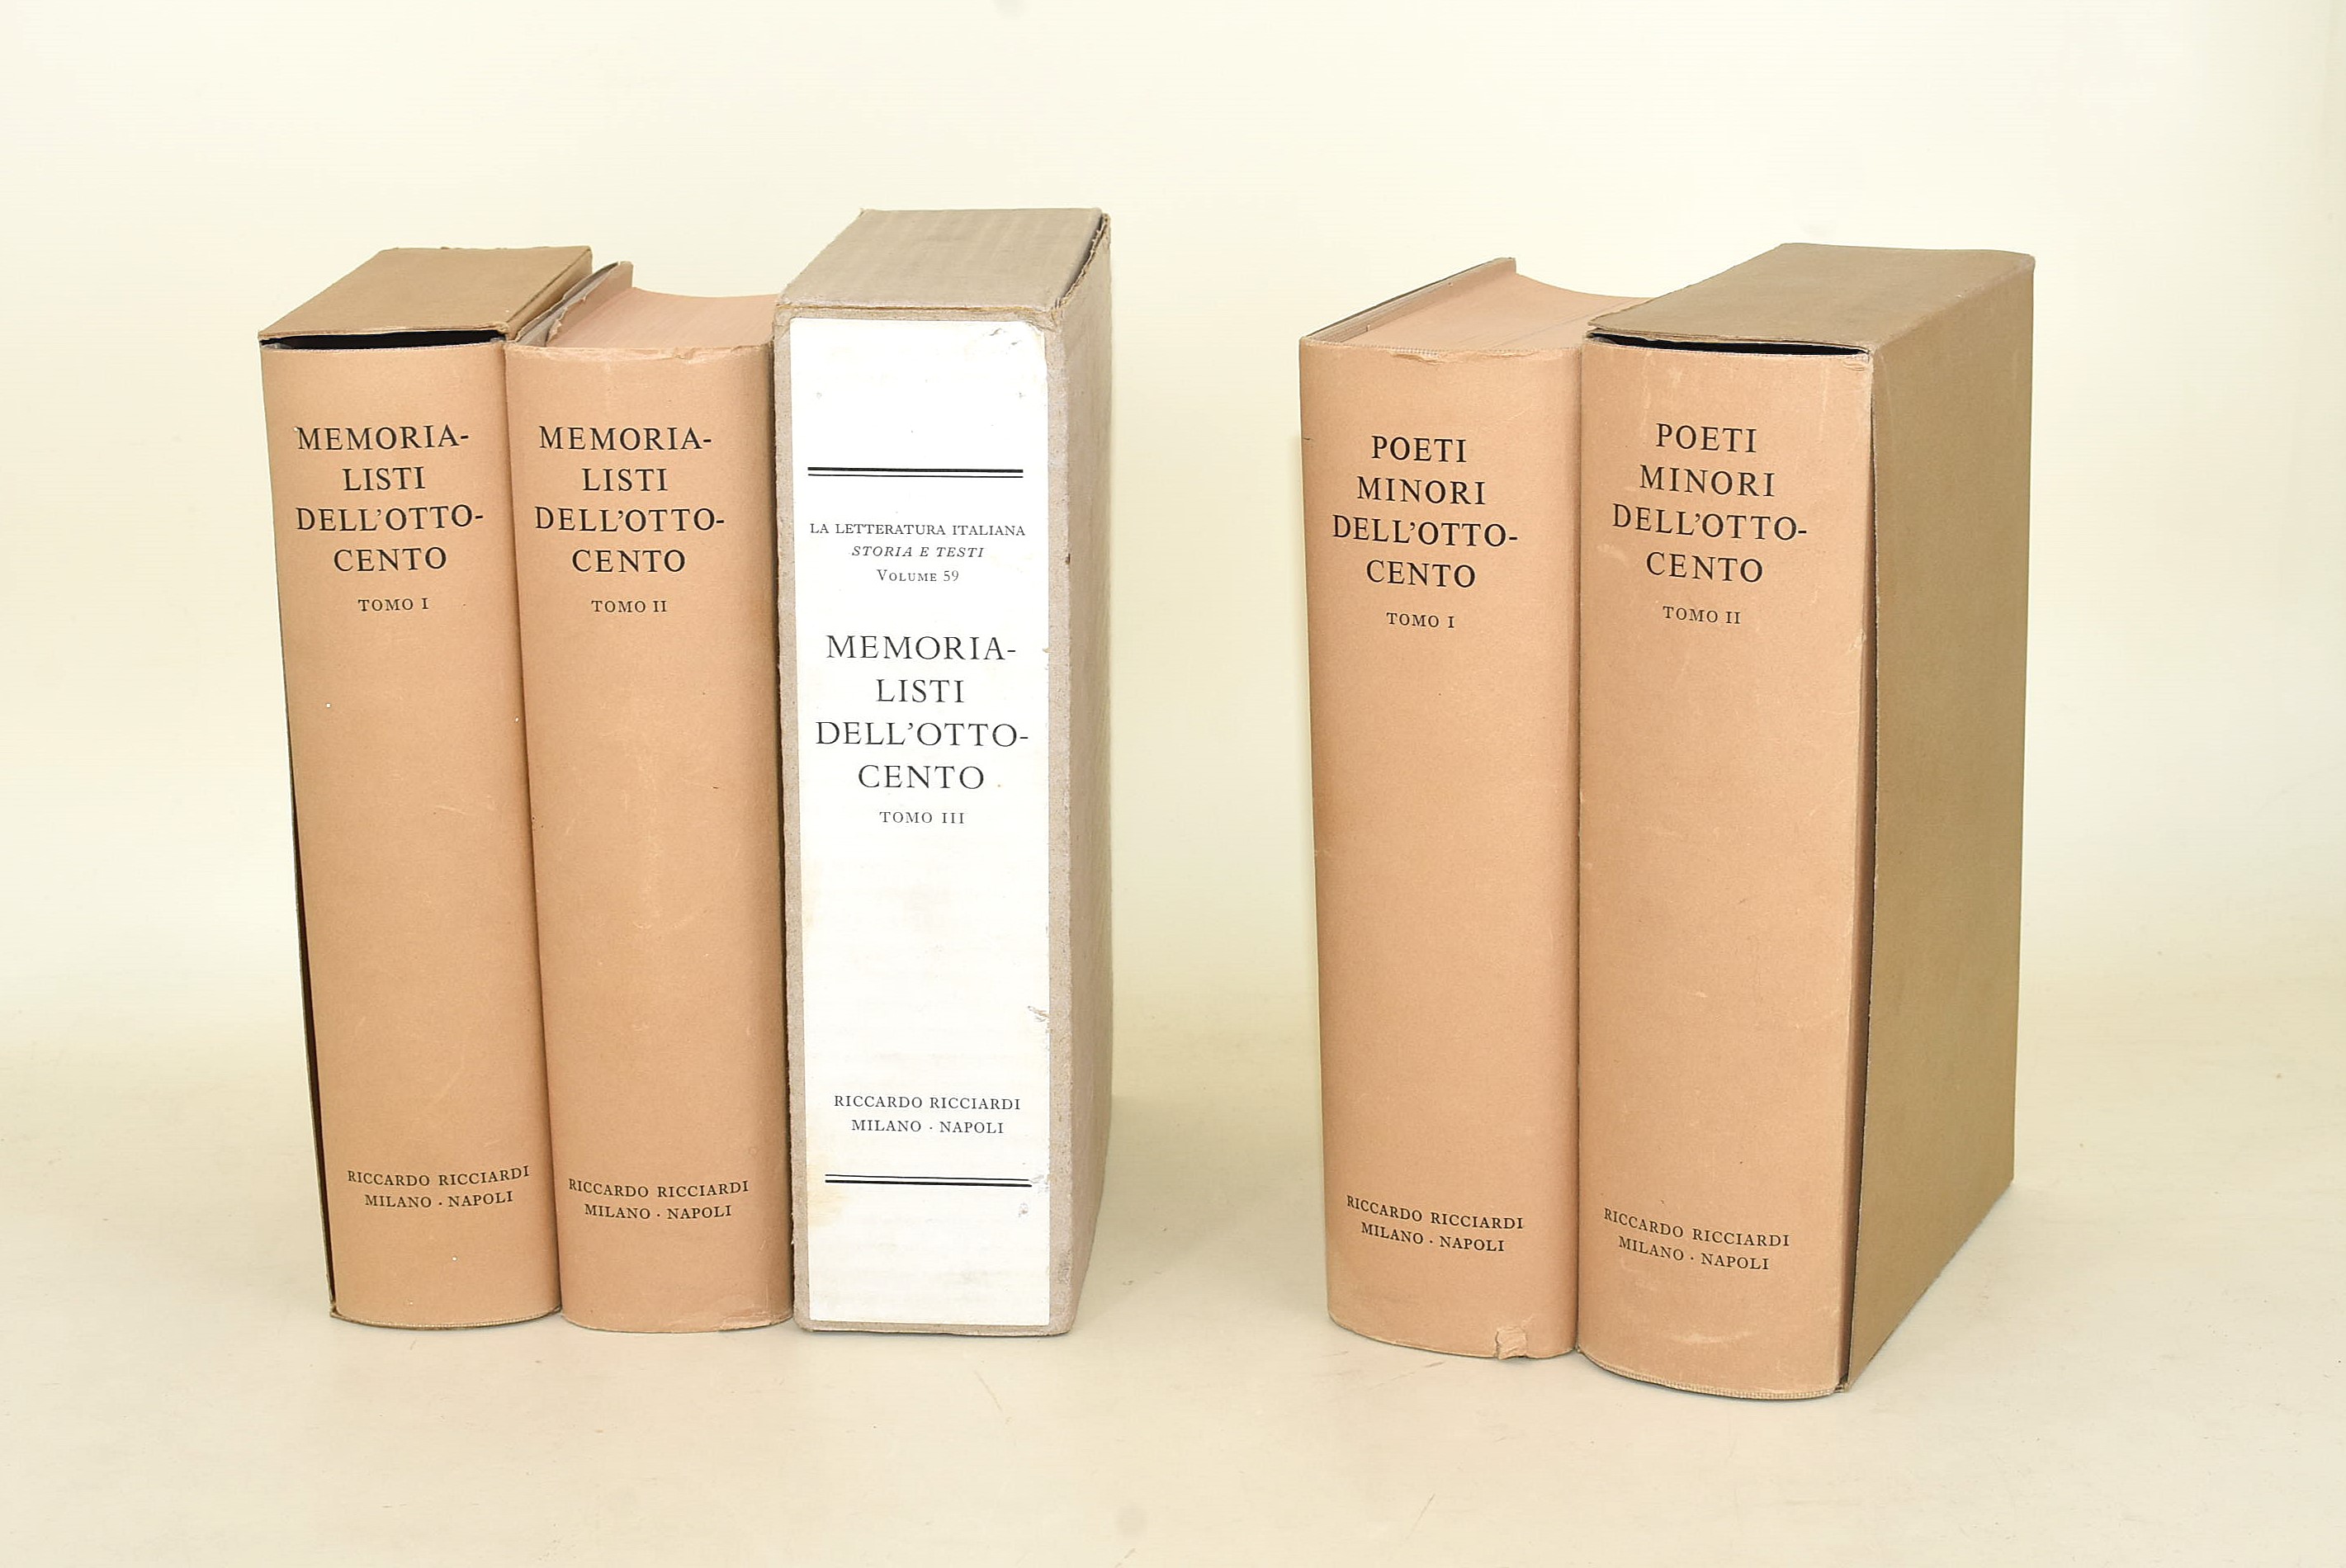 MEMORIA-
LISTI
DELL'OTTO-
CENTO
TOMO I
RICCARDO RICCIARDI
MILANO · NAPOLI
MEMORIA-
LISTI
DELL'OTTO-
CENTO
TOMO II
RICCARDO RICCIARDI
MILANO · NAPOLI
LA LETTERATURA ITALIANA
STORIA E TESTI
VOLUME 59
MEMORIA-
LISTI
DELL'OTTO-
CENTO
TOMO III
RICCARDO RICCIARDI
MILANO · NAPOLI
POETI
MINORI
DELL'OTTO-
CENTO
TOMO I
RICCARDO RICCIARDI
MILANO · NAPOLI
POETI
MINORI
DELL'OTTO-
CENTO
TOMO II
RICCARDO RICCIARDI
MILANO · NAPOLI